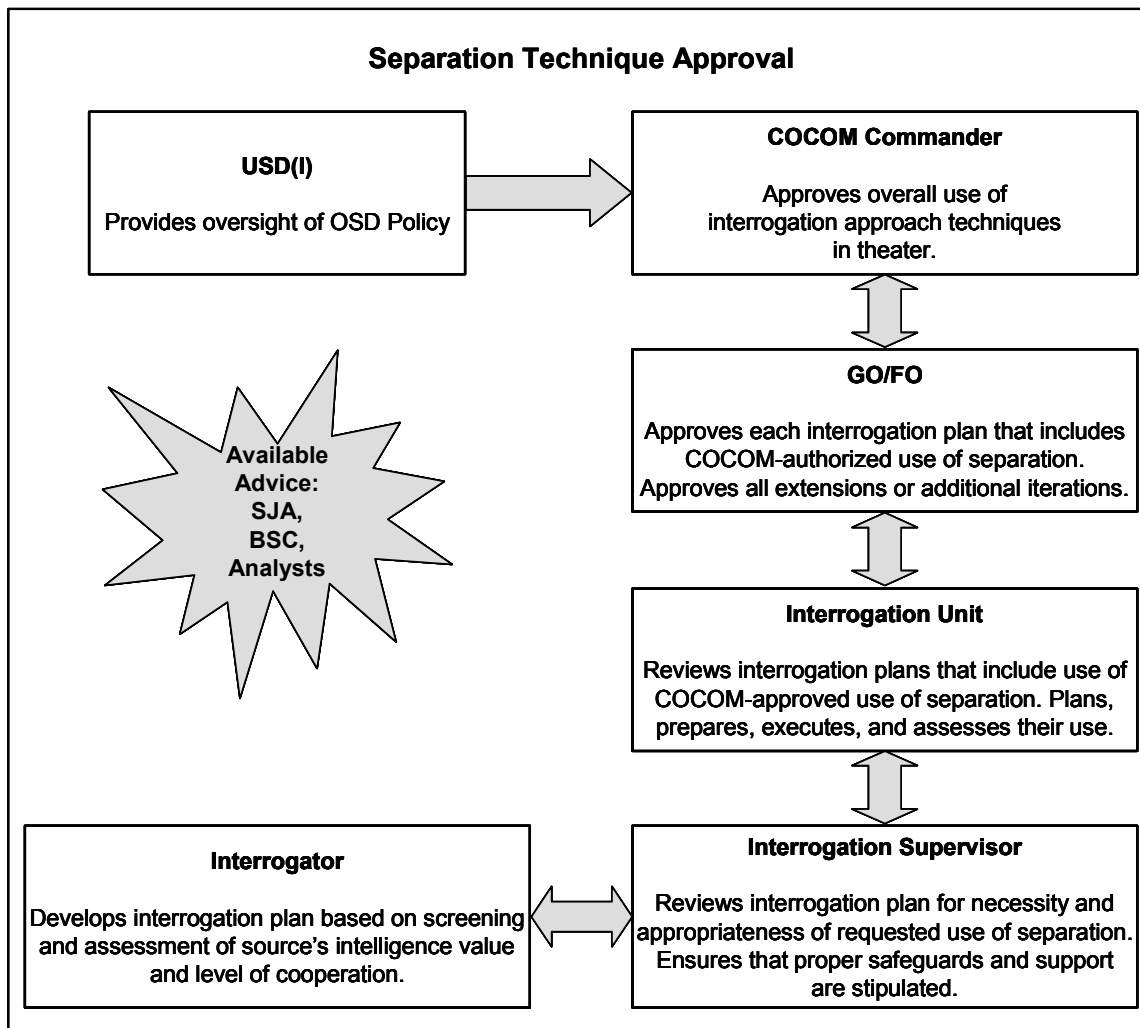 Separation Technique Approval
USD(I)
Provides oversight of OSD Policy
COCOM Commander
Approves overall use of
interrogation approach techniques
in theater.
GO/FO
Approves each interrogation plan that includes
COCOM-authorized use of separation.
Approves all extensions or additional iterations.
Available
Advice:
SJA,
BSC,
Analysts
Interrogation Unit
Reviews interrogation plans that include use of
COCOM-approved use of separation. Plans,
prepares, executes, and assesses their use.
Interrogation Supervisor
Reviews interrogation plan for necessity and
appropriateness of requested use of separation.
Ensures that proper safeguards and support
are stipulated.
Interrogator
Develops interrogation plan based on screening
and assessment of source's intelligence value
and level of cooperation.